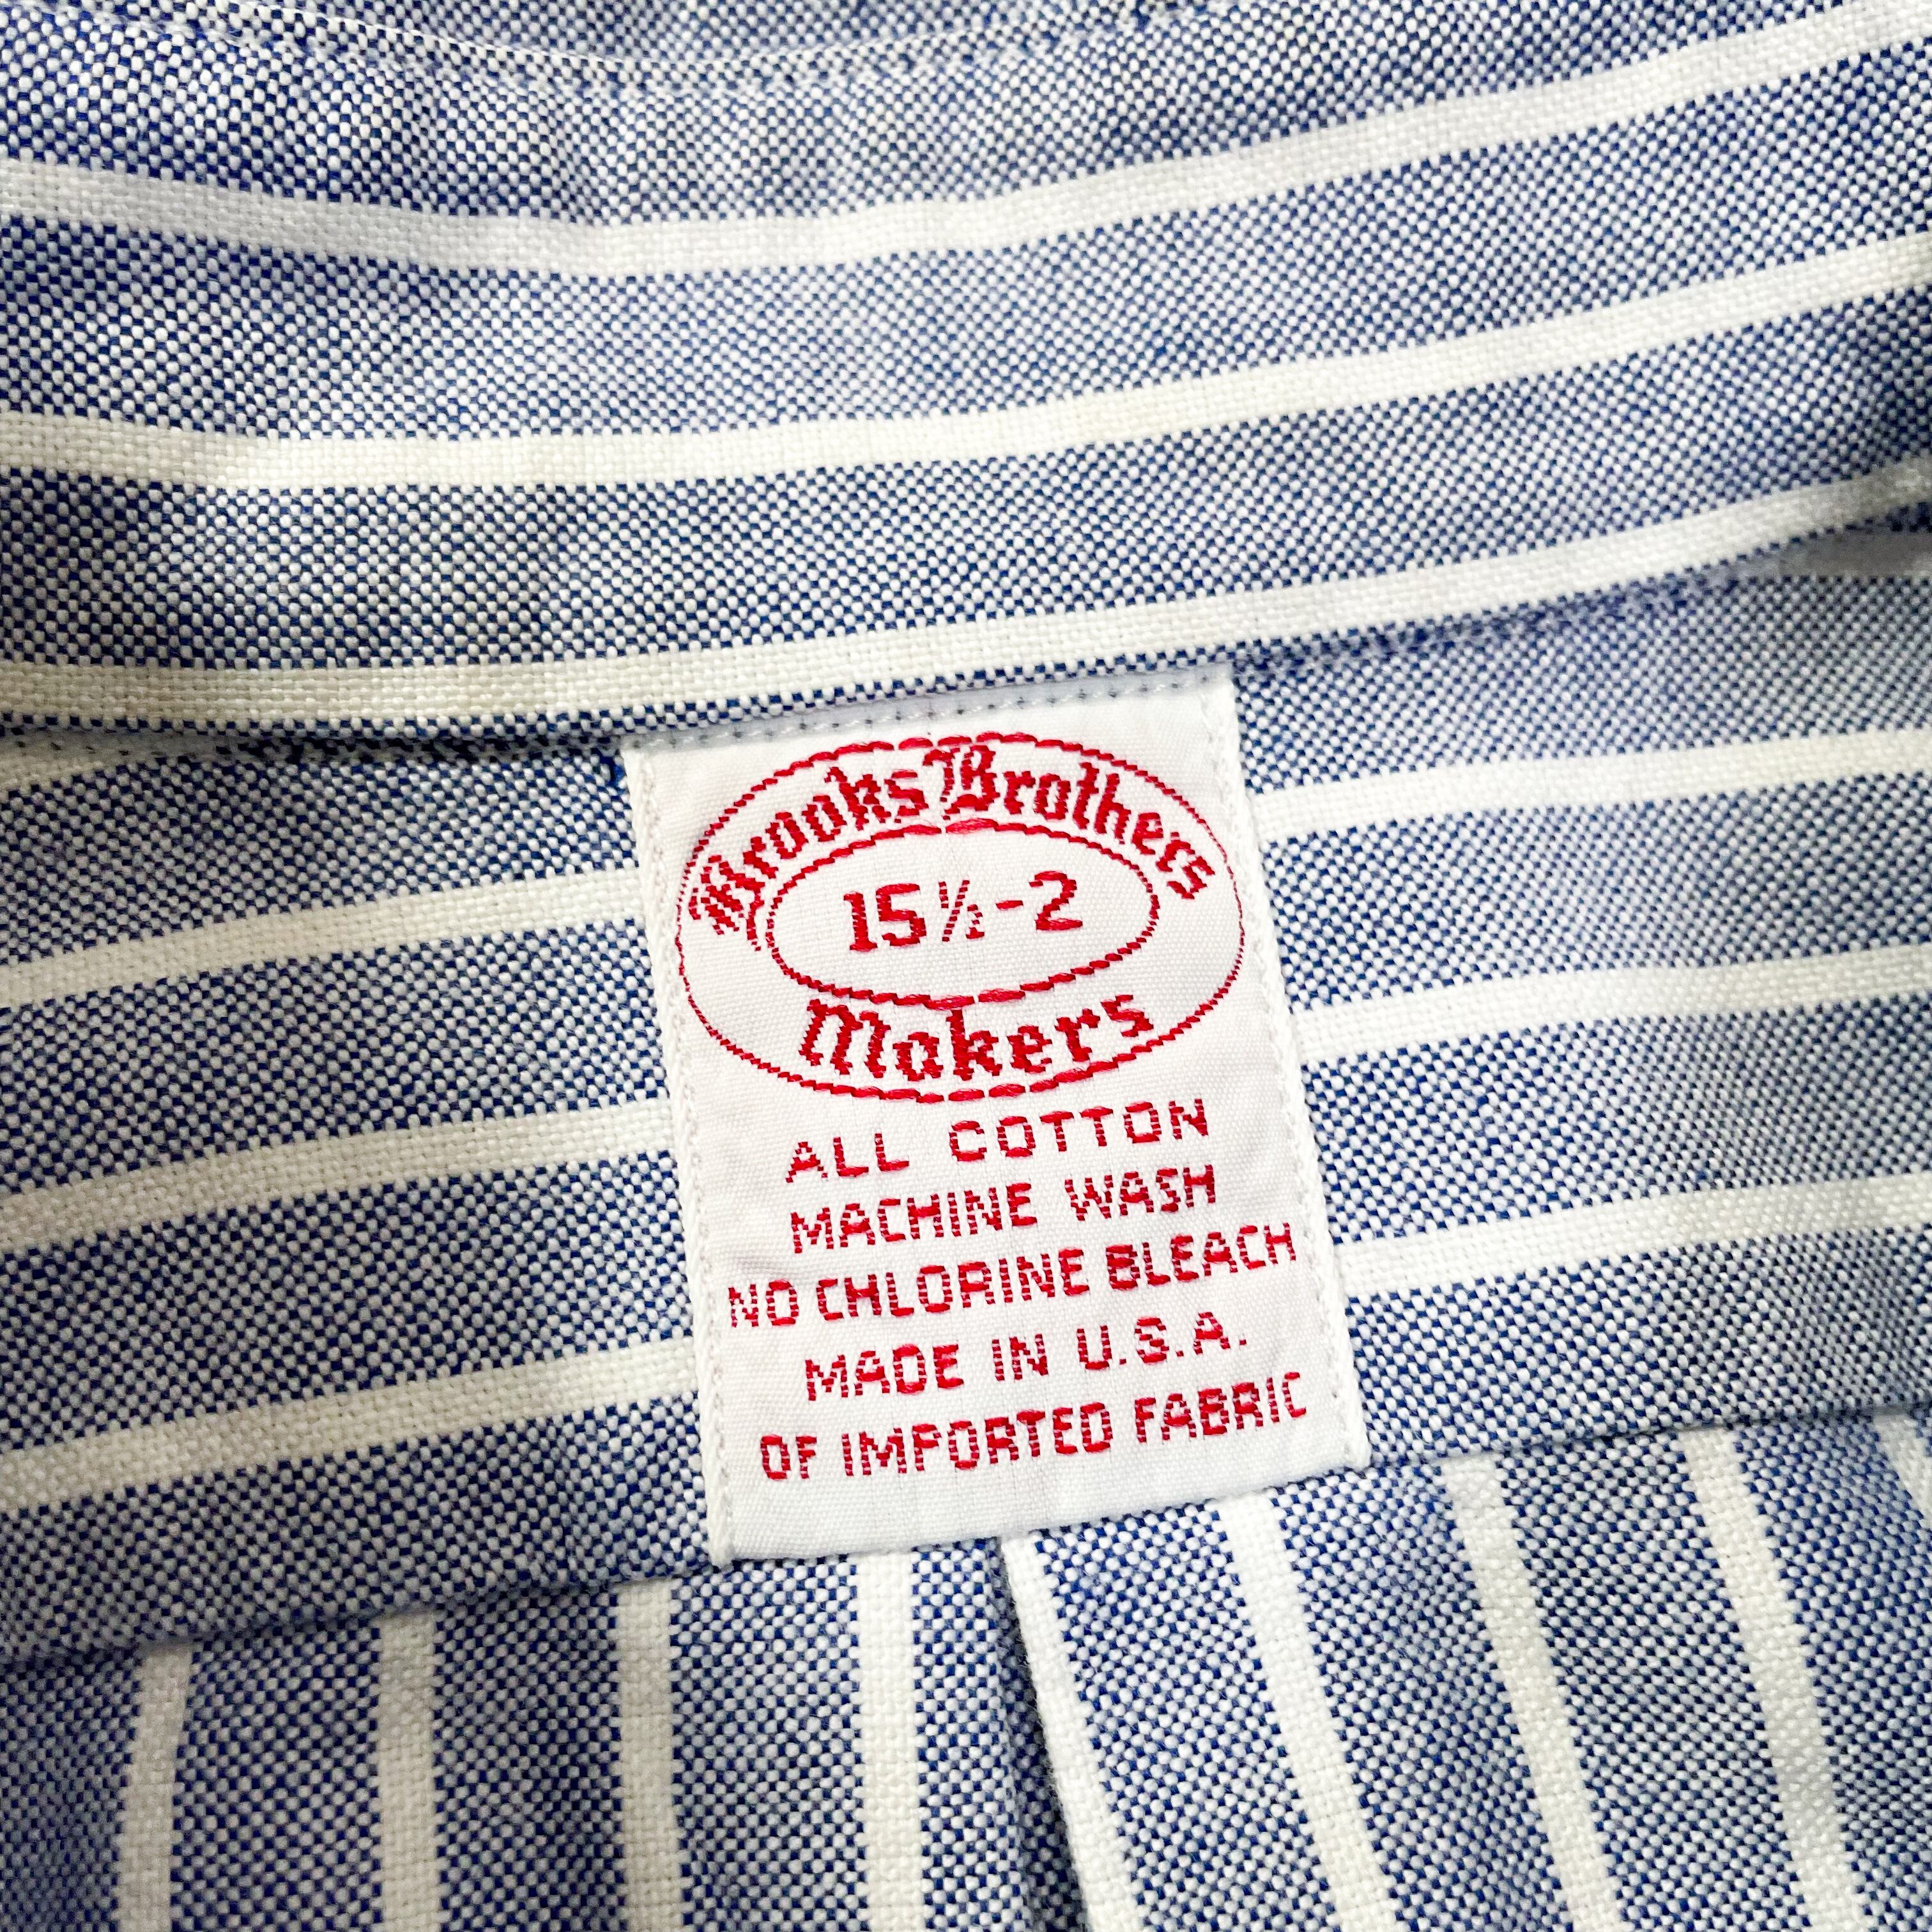 Brooks Brothers
15½-2
Makers
ALL COTTON
MACHINE WASH
NO CHLORINE BLEACH
MADE IN U.S.A.
OF IMPORTED FABRIC